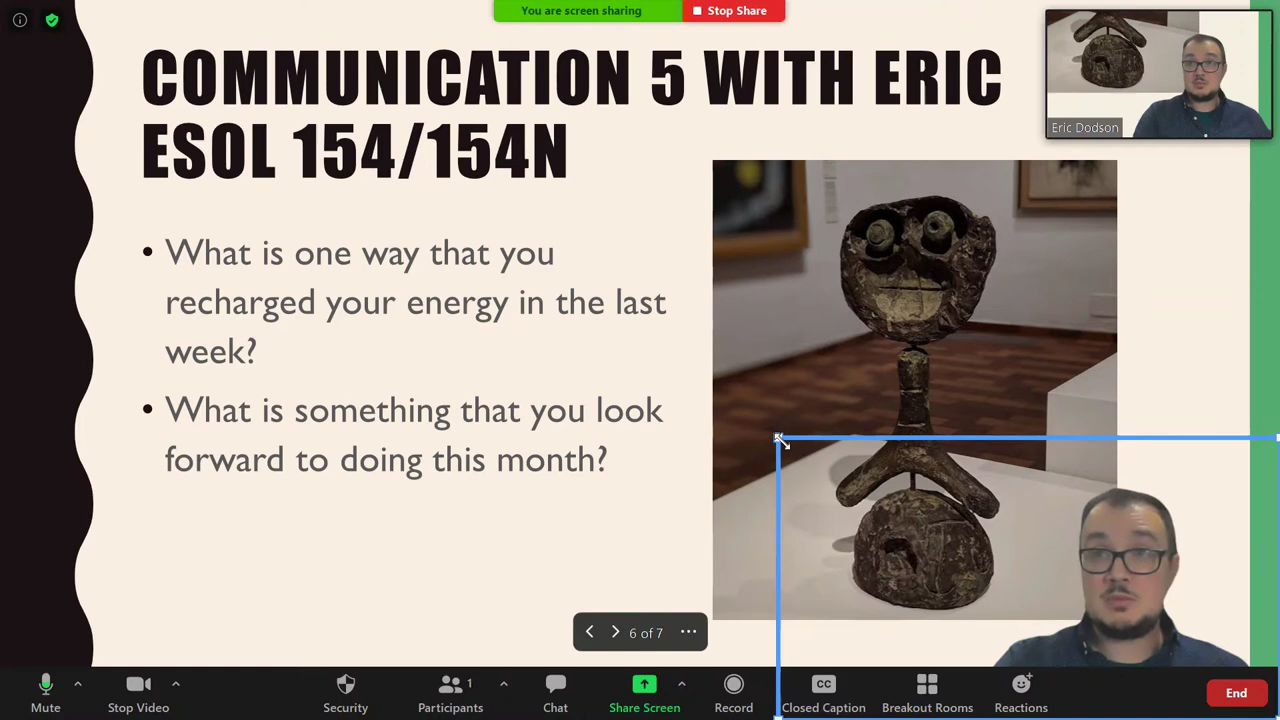 You are screen sharing
Stop Share
COMMUNICATION 5 WITH ERIC
ESOL 154/154N
Eric Dodson
• What is one way that you
recharged your energy in the last
week?
• What is something that you look
forward to doing this month?
6 of 7
1
CC
Mute
Stop Video
Security
Participants
Chat
Share Screen
Record
Closed Caption
Breakout Rooms
Reactions
End